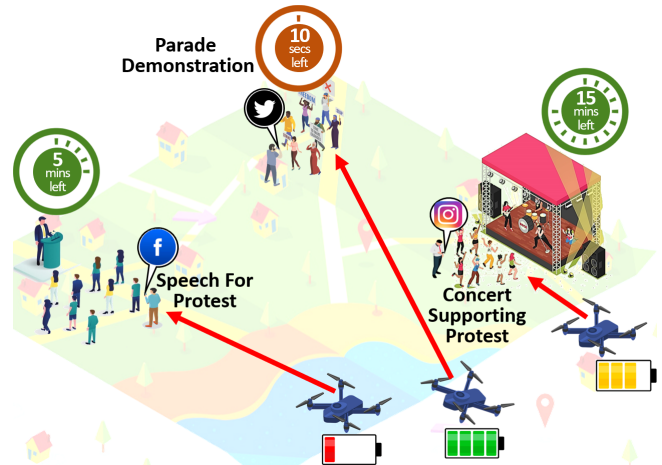 Parade
Demonstration
10
secs
left
15
mins
left
5
mins
left
f
Speech For
Protest
Concert
Supporting
Protest